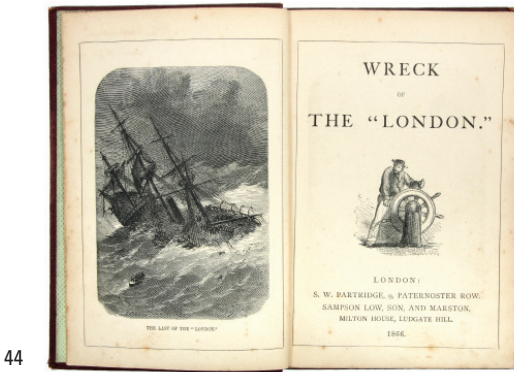 THE LAST OF THE "LONDON"
WRECK
OF
THE "LONDON."
LONDON:
S. W. PARTRIDGE, 9, PATERNOSTER ROW.
SAMPSON LOW, SON, AND MARSTON,
MILTON HOUSE, LUDGATE HILL.
1866.
44